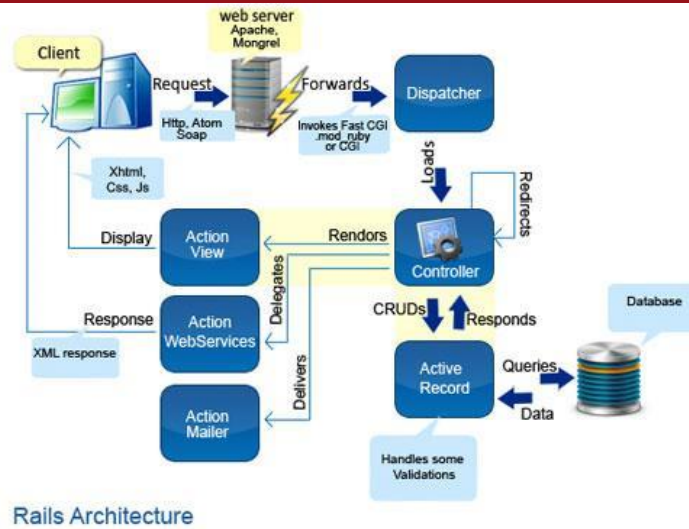 web server
Apache,
Mongrel
Client
Request
Http, Atom
Soap
Forwards
Invokes Fast CGI
.mod_ruby
or CGI
Dispatcher
Loads
Redirects
Xhtml,
Css, Js
Display
Action
View
Rendors
Controller
Delegates
Response
XML response
Action
WebServices
CRUDs
Responds
Database
Delivers
Action
Mailer
Active
Record
Queries
Data
Handles some
Validations
Rails Architecture